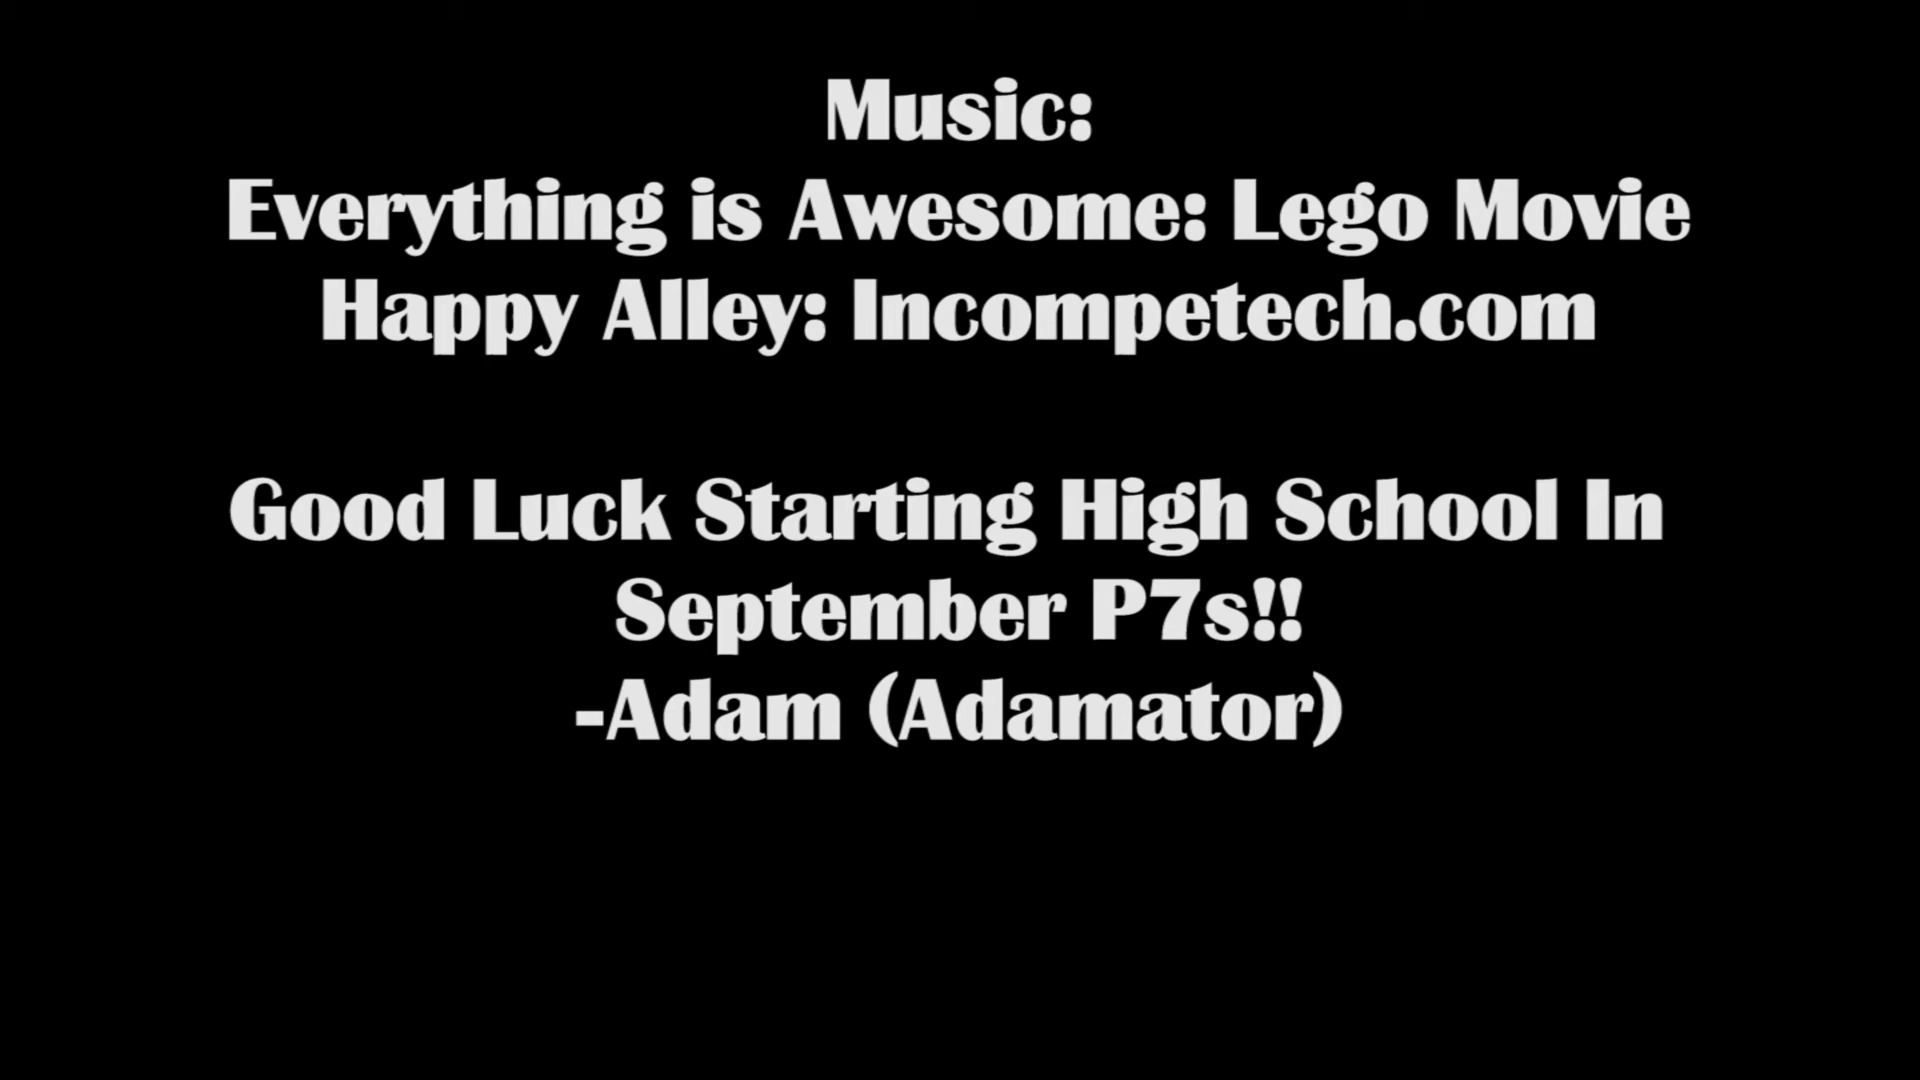 Music:
Everything is Awesome: Lego Movie
Happy Alley: Incompetech.com
Good Luck Starting High School In
September P7s!!
-Adam (Adamator)